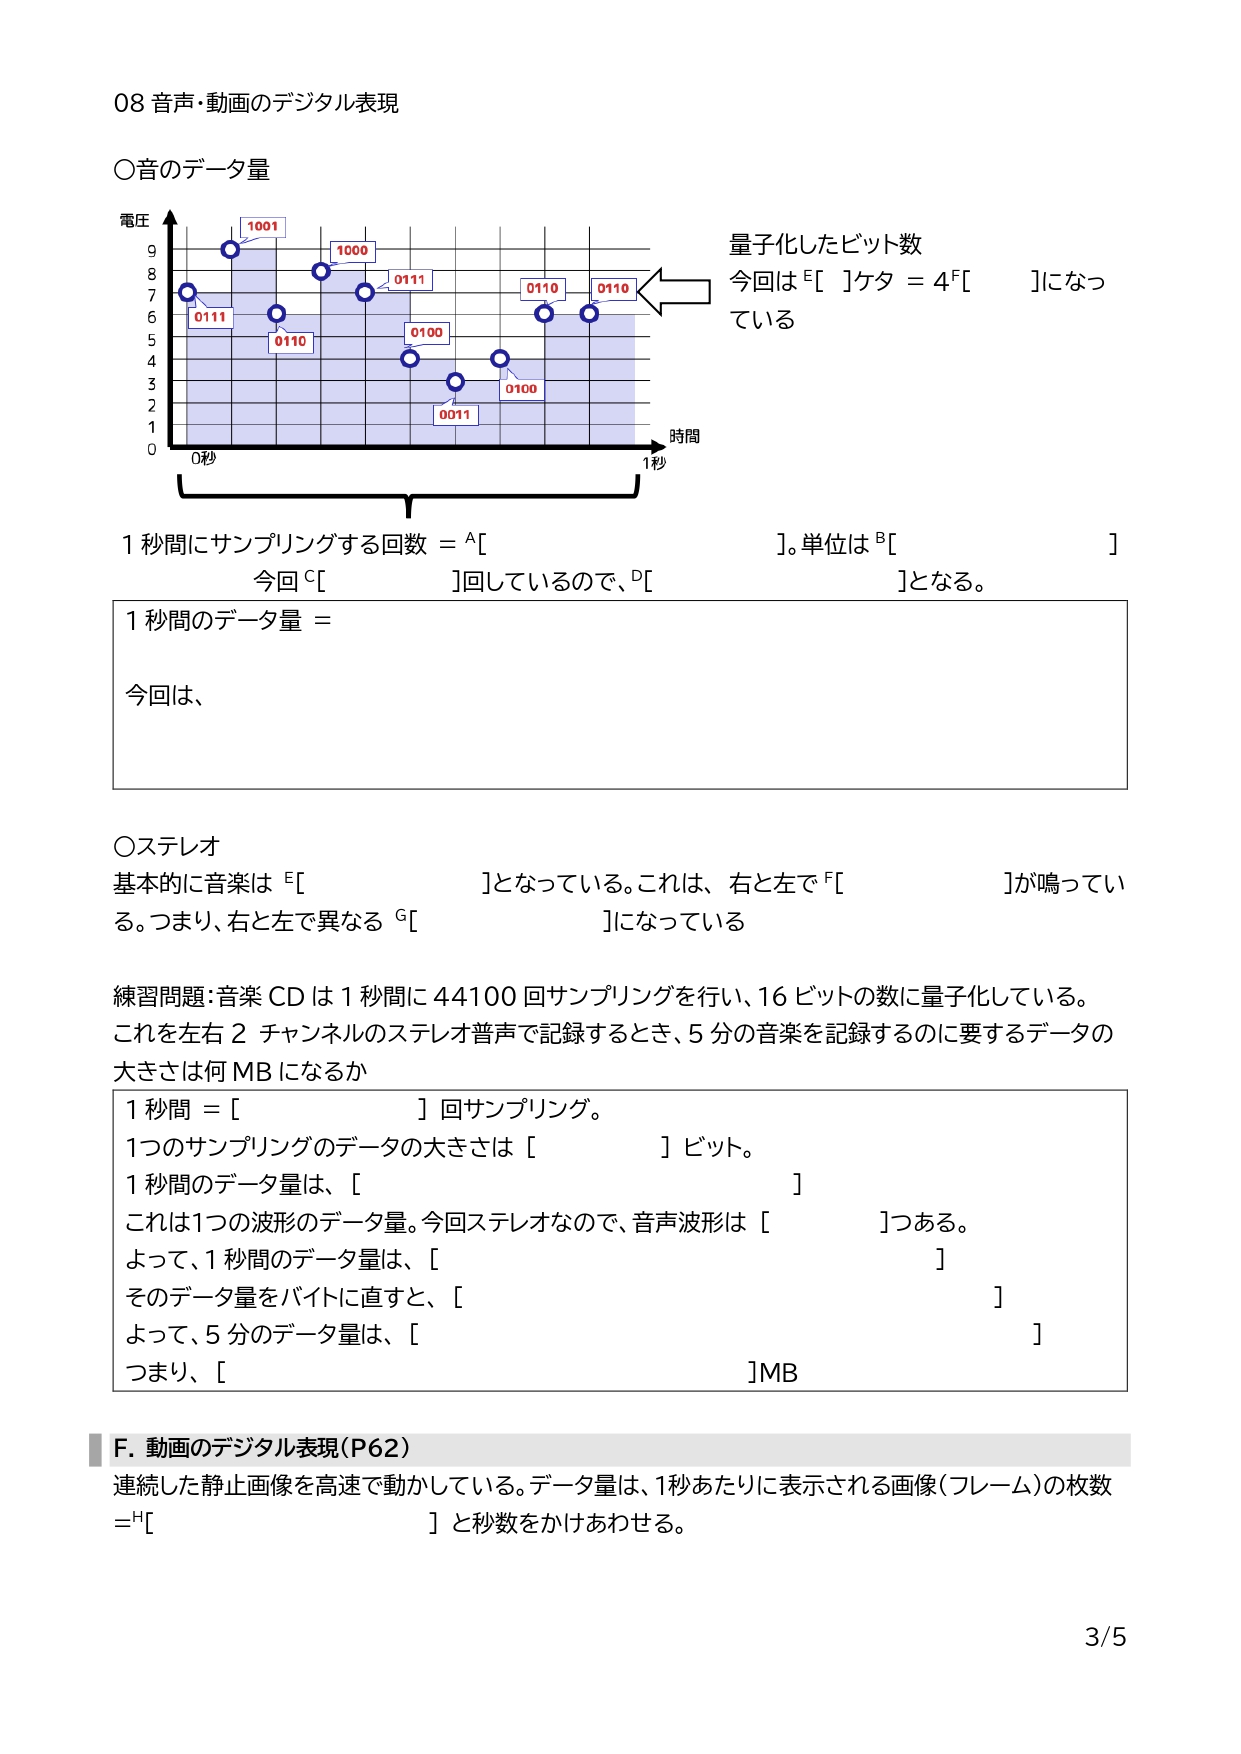 08 音声・動画のデジタル表現
〇音のデータ量
電圧
9
8
7
6
5
4
3
2
1
0
1001
1000
0111
0110
0110
0111
0100
0110
0100
0011
時間
0秒
1秒
量子化したビット数
今回は E[ ]ケタ = 4F[ ]になっ
ている
1 秒間にサンプリングする回数 = A[ ]。単位は B[ ]
今回 C[ ]回しているので、D[ ]となる。
1 秒間のデータ量 =
今回は、
〇ステレオ
基本的に音楽は E[ ]となっている。これは、右と左で F[ ]が鳴ってい
る。つまり、右と左で異なる G[ ]になっている
練習問題：音楽 CD は 1 秒間に 44100 回サンプリングを行い、16 ビットの数に量子化している。
これを左右 2 チャンネルのステレオ普声で記録するとき、5 分の音楽を記録するのに要するデータの
大きさは何 MB になるか
1 秒間 = [ ] 回サンプリング。
1つのサンプリングのデータの大きさは [ ] ビット。
1 秒間のデータ量は、[ ]
これは1つの波形のデータ量。今回ステレオなので、音声波形は [ ]つある。
よって、1 秒間のデータ量は、[ ]
そのデータ量をバイトに直すと、[ ]
よって、5 分のデータ量は、[ ]
つまり、[ ]MB
F. 動画のデジタル表現（P62）
連続した静止画像を高速で動かしている。データ量は、1秒あたりに表示される画像（フレーム）の枚数
=H[ ] と秒数をかけあわせる。
3/5